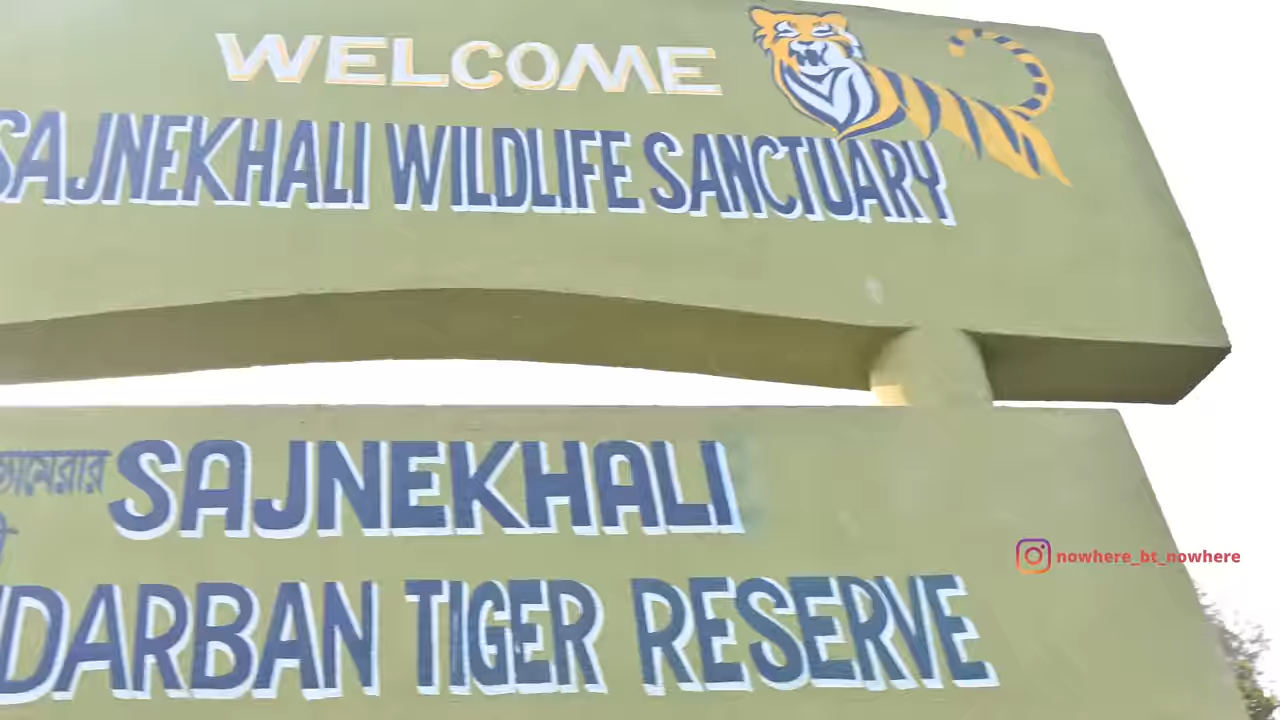 WELCOME
SAJNEKHALI WILDLIFE SANCTUARY
SAJNEKHALI
DARBAN TIGER RESERVE
nowhere_bt_nowhere